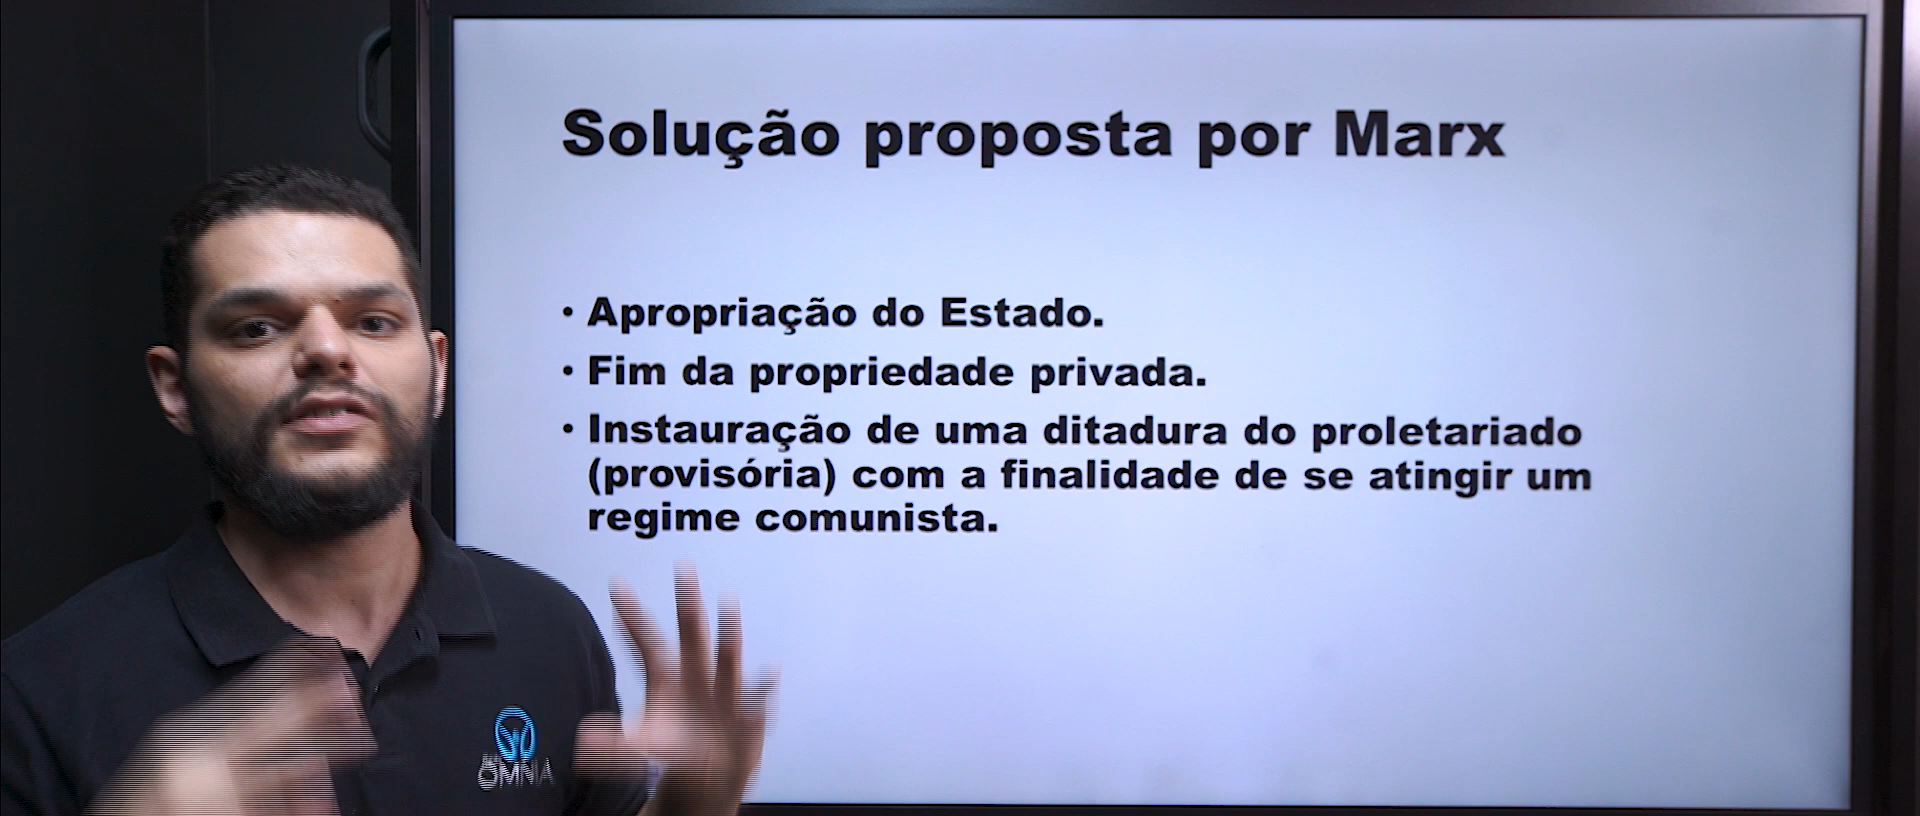 Solução proposta por Marx
• Apropriação do Estado.
• Fim da propriedade privada.
• Instauração de uma ditadura do proletariado
(provisória) com a finalidade de se atingir um
regime comunista.
OMNIA